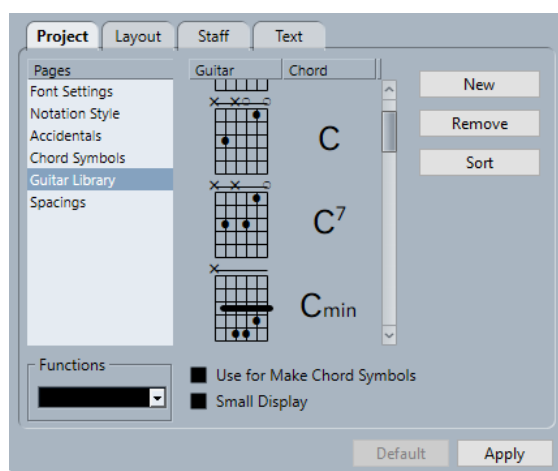 Project Layout Staff Text
Pages
Font Settings
Notation Style
Accidentals
Chord Symbols
Guitar Library
Spacings
Guitar Chord
C
C7
Cmin
New
Remove
Sort
Functions
Use for Make Chord Symbols
Small Display
Default Apply